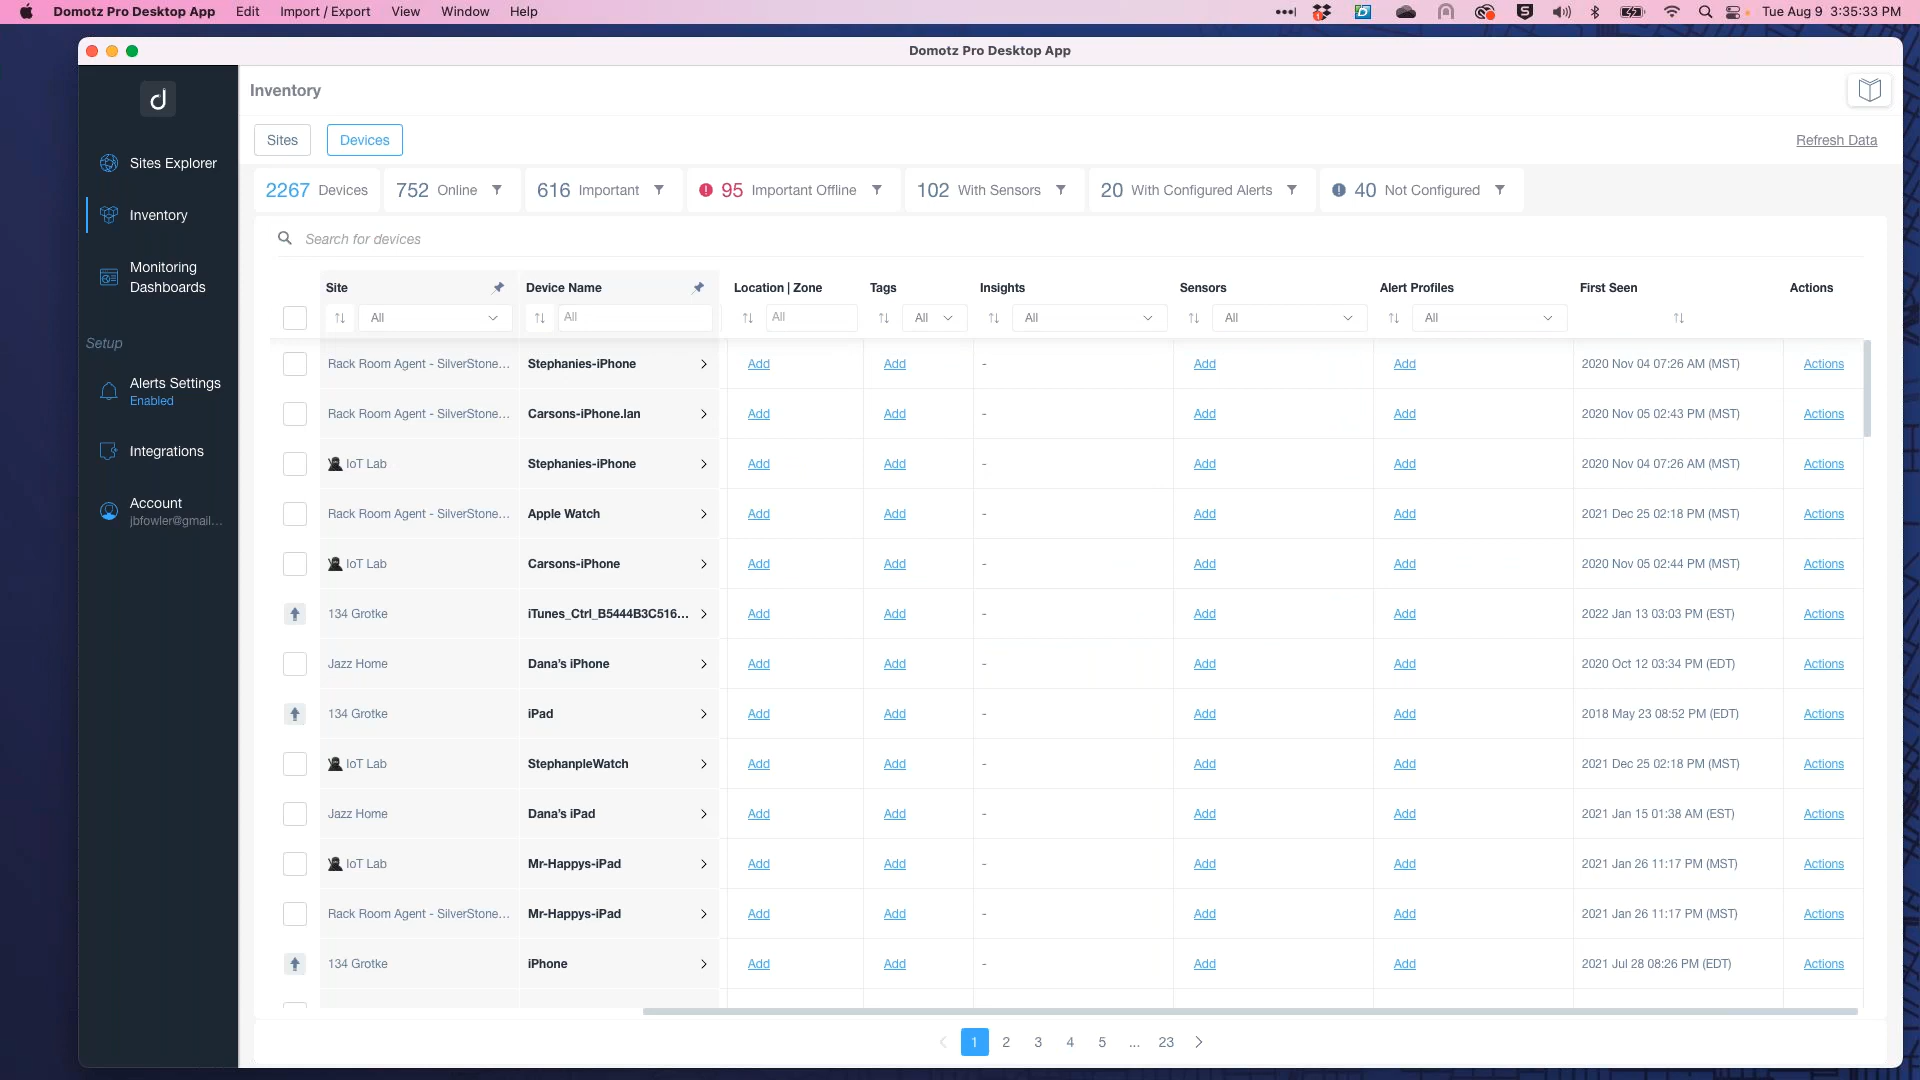 Domotz Pro Desktop App Edit Import / Export View Window Help Tue Aug 9 3:35:33 PM
Domotz Pro Desktop App
Inventory
Sites Devices Refresh Data
2267 Devices 752 Online 616 Important 95 Important Offline 102 With Sensors 20 With Configured Alerts 40 Not Configured
Search for devices
Sites Explorer
Inventory
Monitoring
Dashboards
Setup
Alerts Settings
Enabled
Integrations
Account
jbfowler@gmail...
Site Device Name Location | Zone Tags Insights Sensors Alert Profiles First Seen Actions
All All All All All All All
Rack Room Agent - SilverStone... Stephanies-iPhone Add Add - Add Add 2020 Nov 04 07:26 AM (MST) Actions
Rack Room Agent - SilverStone... Carsons-iPhone.lan Add Add - Add Add 2020 Nov 05 02:43 PM (MST) Actions
IoT Lab Stephanies-iPhone Add Add - Add Add 2020 Nov 04 07:26 AM (MST) Actions
Rack Room Agent - SilverStone... Apple Watch Add Add - Add Add 2021 Dec 25 02:18 PM (MST) Actions
IoT Lab Carsons-iPhone Add Add - Add Add 2020 Nov 05 02:44 PM (MST) Actions
134 Grotke iTunes_Ctrl_B5444B3C516... Add Add - Add Add 2022 Jan 13 03:03 PM (EST) Actions
Jazz Home Dana's iPhone Add Add - Add Add 2020 Oct 12 03:34 PM (EDT) Actions
134 Grotke iPad Add Add - Add Add 2018 May 23 08:52 PM (EDT) Actions
IoT Lab StephanpleWatch Add Add - Add Add 2021 Dec 25 02:18 PM (MST) Actions
Jazz Home Dana's iPad Add Add - Add Add 2021 Jan 15 01:38 AM (EST) Actions
IoT Lab Mr-Happys-iPad Add Add - Add Add 2021 Jan 26 11:17 PM (MST) Actions
Rack Room Agent - SilverStone... Mr-Happys-iPad Add Add - Add Add 2021 Jan 26 11:17 PM (MST) Actions
134 Grotke iPhone Add Add - Add Add 2021 Jul 28 08:26 PM (EDT) Actions
1 2 3 4 5 ... 23